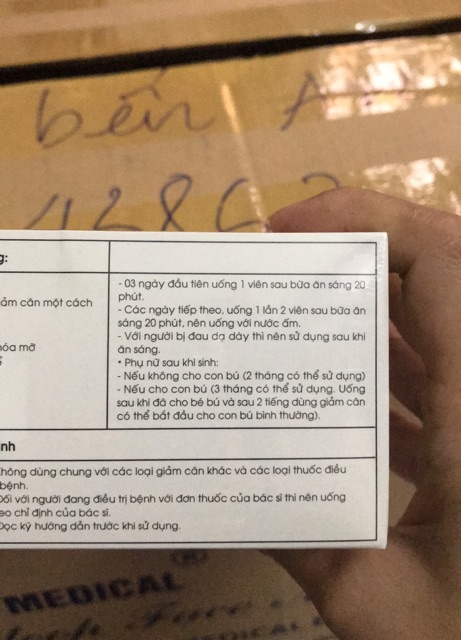 bến A
g:
ảm cân một cách
hóa mỡ
- 03 ngày đầu tiên uống 1 viên sau bữa ăn sáng 20
phút.
- Các ngày tiếp theo, uống 1 lần 2 viên sau bữa ăn
sáng 20 phút, nên uống với nước ấm.
- Với người bị đau dạ dày thì nên sử dụng sau khi
ăn sáng.
• Phụ nữ sau khi sinh:
- Nếu không cho con bú (2 tháng có thể sử dụng)
- Nếu cho con bú (3 tháng có thể sử dụng. Uống
sau khi đã cho bé bú và sau 2 tiếng dùng giảm cân
có thể bắt đầu cho con bú bình thường).
nh
hông dùng chung với các loại giảm cân khác và các loại thuốc điều
bệnh.
Đối với người đang điều trị bệnh với đơn thuốc của bác sĩ thì nên uống
eo chỉ định của bác sĩ.
Đọc kỹ hướng dẫn trước khi sử dụng.
MEDICAL